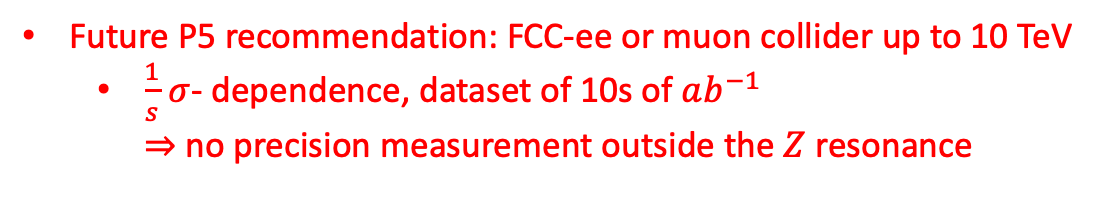 • Future P5 recommendation: FCC-ee or muon collider up to 10 TeV
• 1/s σ- dependence, dataset of 10s of ab⁻¹
⇒ no precision measurement outside the Z resonance